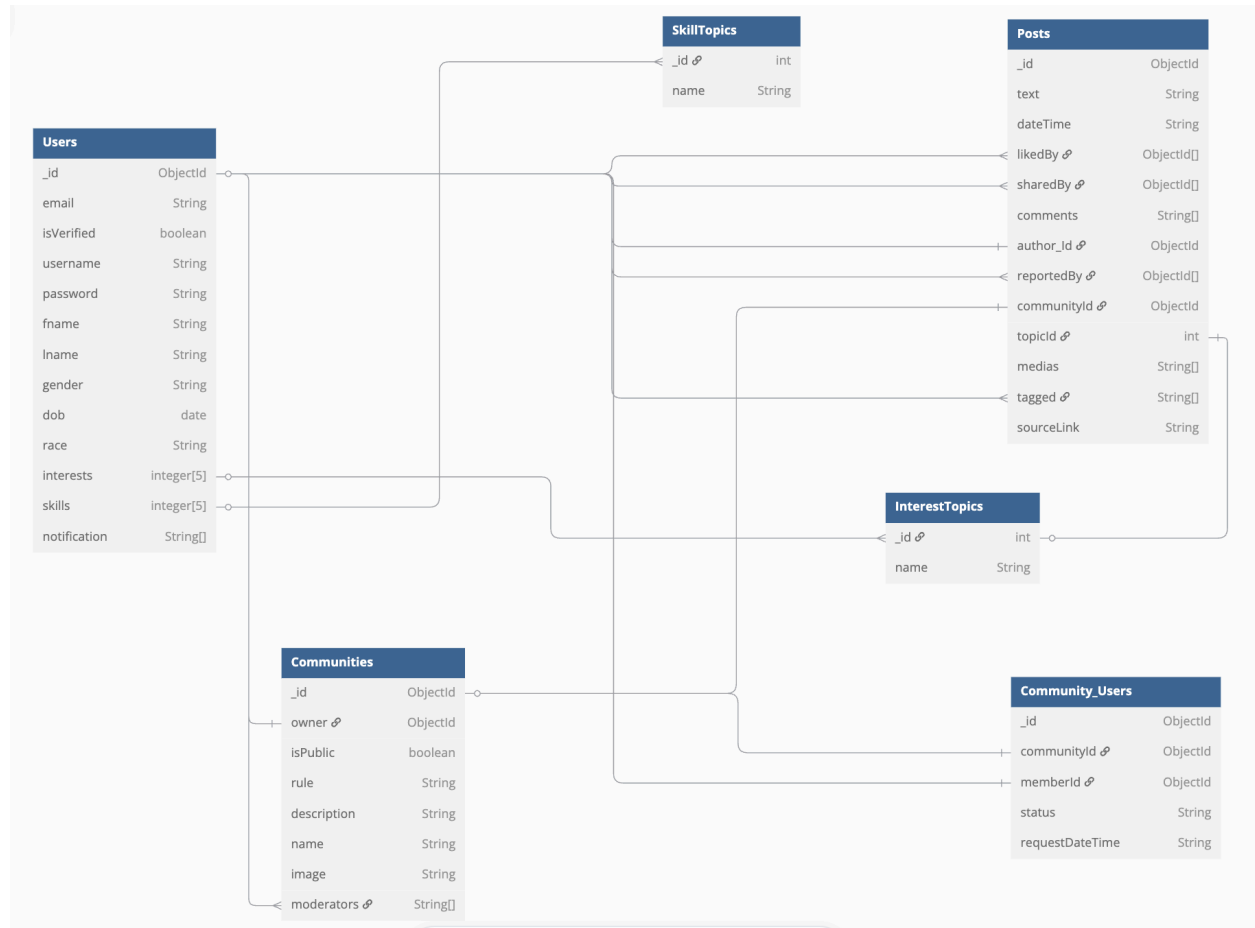 SkillTopics
_id int
name String
Posts
_id ObjectId
text String
dateTime String
likedBy ObjectId[]
sharedBy ObjectId[]
comments String[]
author_Id ObjectId
reportedBy ObjectId[]
communityId ObjectId
topicId int
medias String[]
tagged String[]
sourceLink String
Users
_id ObjectId
email String
isVerified boolean
username String
password String
fname String
lname String
gender String
dob date
race String
interests integer[5]
skills integer[5]
notification String[]
InterestTopics
_id int
name String
Communities
_id ObjectId
owner ObjectId
isPublic boolean
rule String
description String
name String
image String
moderators String[]
Community_Users
_id ObjectId
communityId ObjectId
memberId ObjectId
status String
requestDateTime String